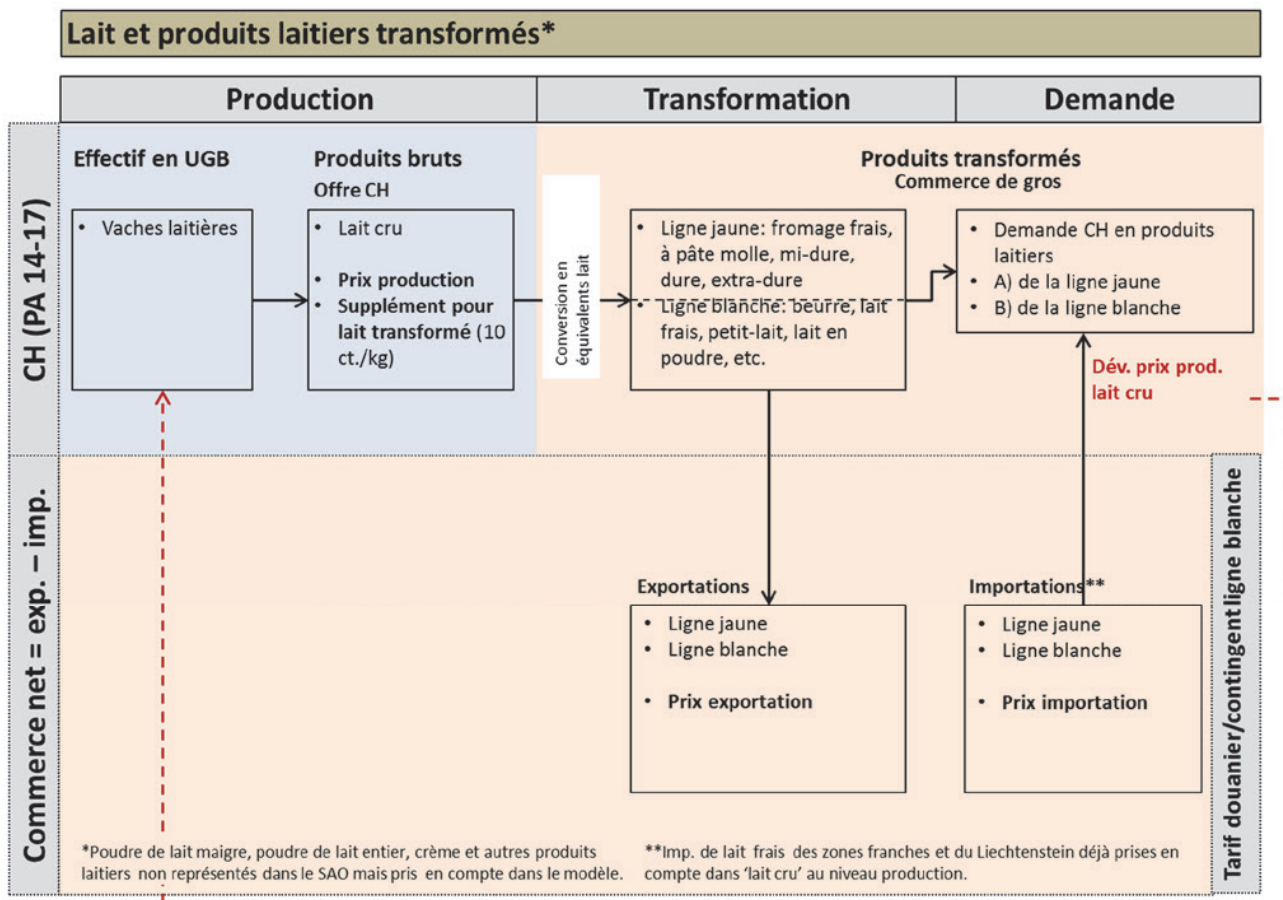 Lait et produits laitiers transformés*
Production
Transformation
Demande
CH (PA 14-17)
Effectif en UGB
• Vaches laitières
Produits bruts
Offre CH
• Lait cru
• Prix production
• Supplément pour
lait transformé (10
ct./kg)
Conversion en
équivalents lait
Produits transformés
Commerce de gros
• Ligne jaune: fromage frais,
à pâte molle, mi-dure,
dure, extra-dure
• Ligne blanche: beurre, lait
frais, petit-lait, lait en
poudre, etc.
• Demande CH en produits
laitiers
• A) de la ligne jaune
• B) de la ligne blanche
Dév. prix prod.
lait cru
Commerce net = exp. – imp.
Exportations
• Ligne jaune
• Ligne blanche
• Prix exportation
Importations**
• Ligne jaune
• Ligne blanche
• Prix importation
Tarif douanier/contingent ligne blanche
*Poudre de lait maigre, poudre de lait entier, crème et autres produits
laitiers non représentés dans le SAO mais pris en compte dans le modèle.
**Imp. de lait frais des zones franches et du Liechtenstein déjà prises en
compte dans ‘lait cru’ au niveau production.